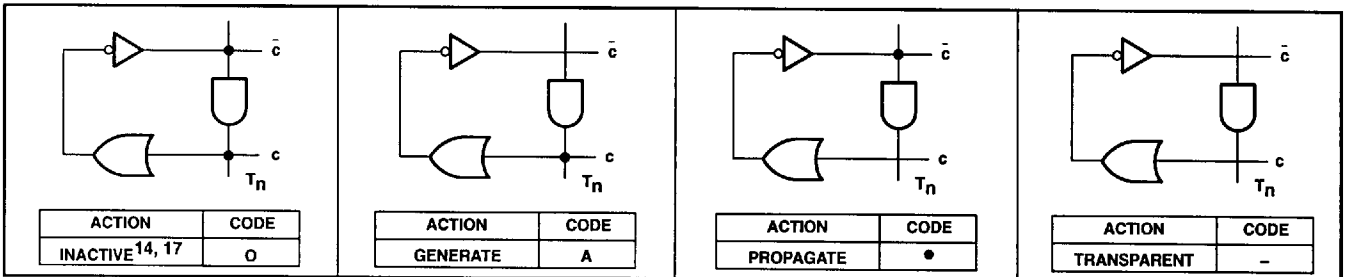 c̄
c
Tn
ACTION CODE
INACTIVE14, 17 O
c̄
c
Tn
ACTION CODE
GENERATE A
c̄
c
Tn
ACTION CODE
PROPAGATE ●
c̄
c
Tn
ACTION CODE
TRANSPARENT –